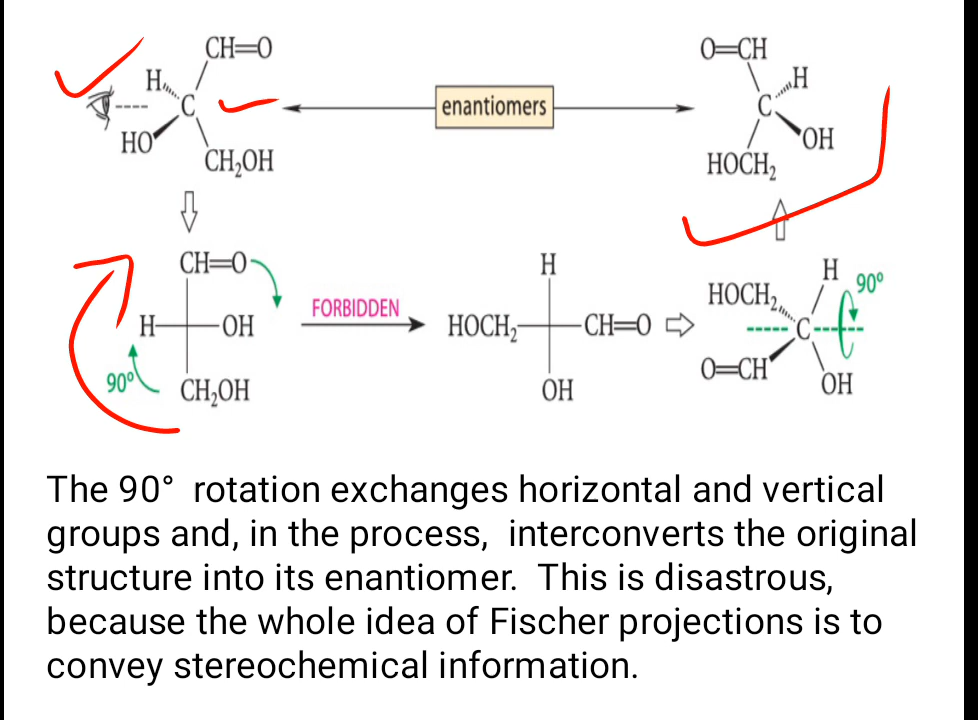 CH=O
O=CH
H
C
H
C
enantiomers
HO
CH₂OH
OH
HOCH₂
CH=O
H
H
90°
HOCH₂
FORBIDDEN
H
OH
HOCH₂
CH=O
C
90°
CH₂OH
OH
O=CH
OH
The 90° rotation exchanges horizontal and vertical
groups and, in the process, interconverts the original
structure into its enantiomer. This is disastrous,
because the whole idea of Fischer projections is to
convey stereochemical information.